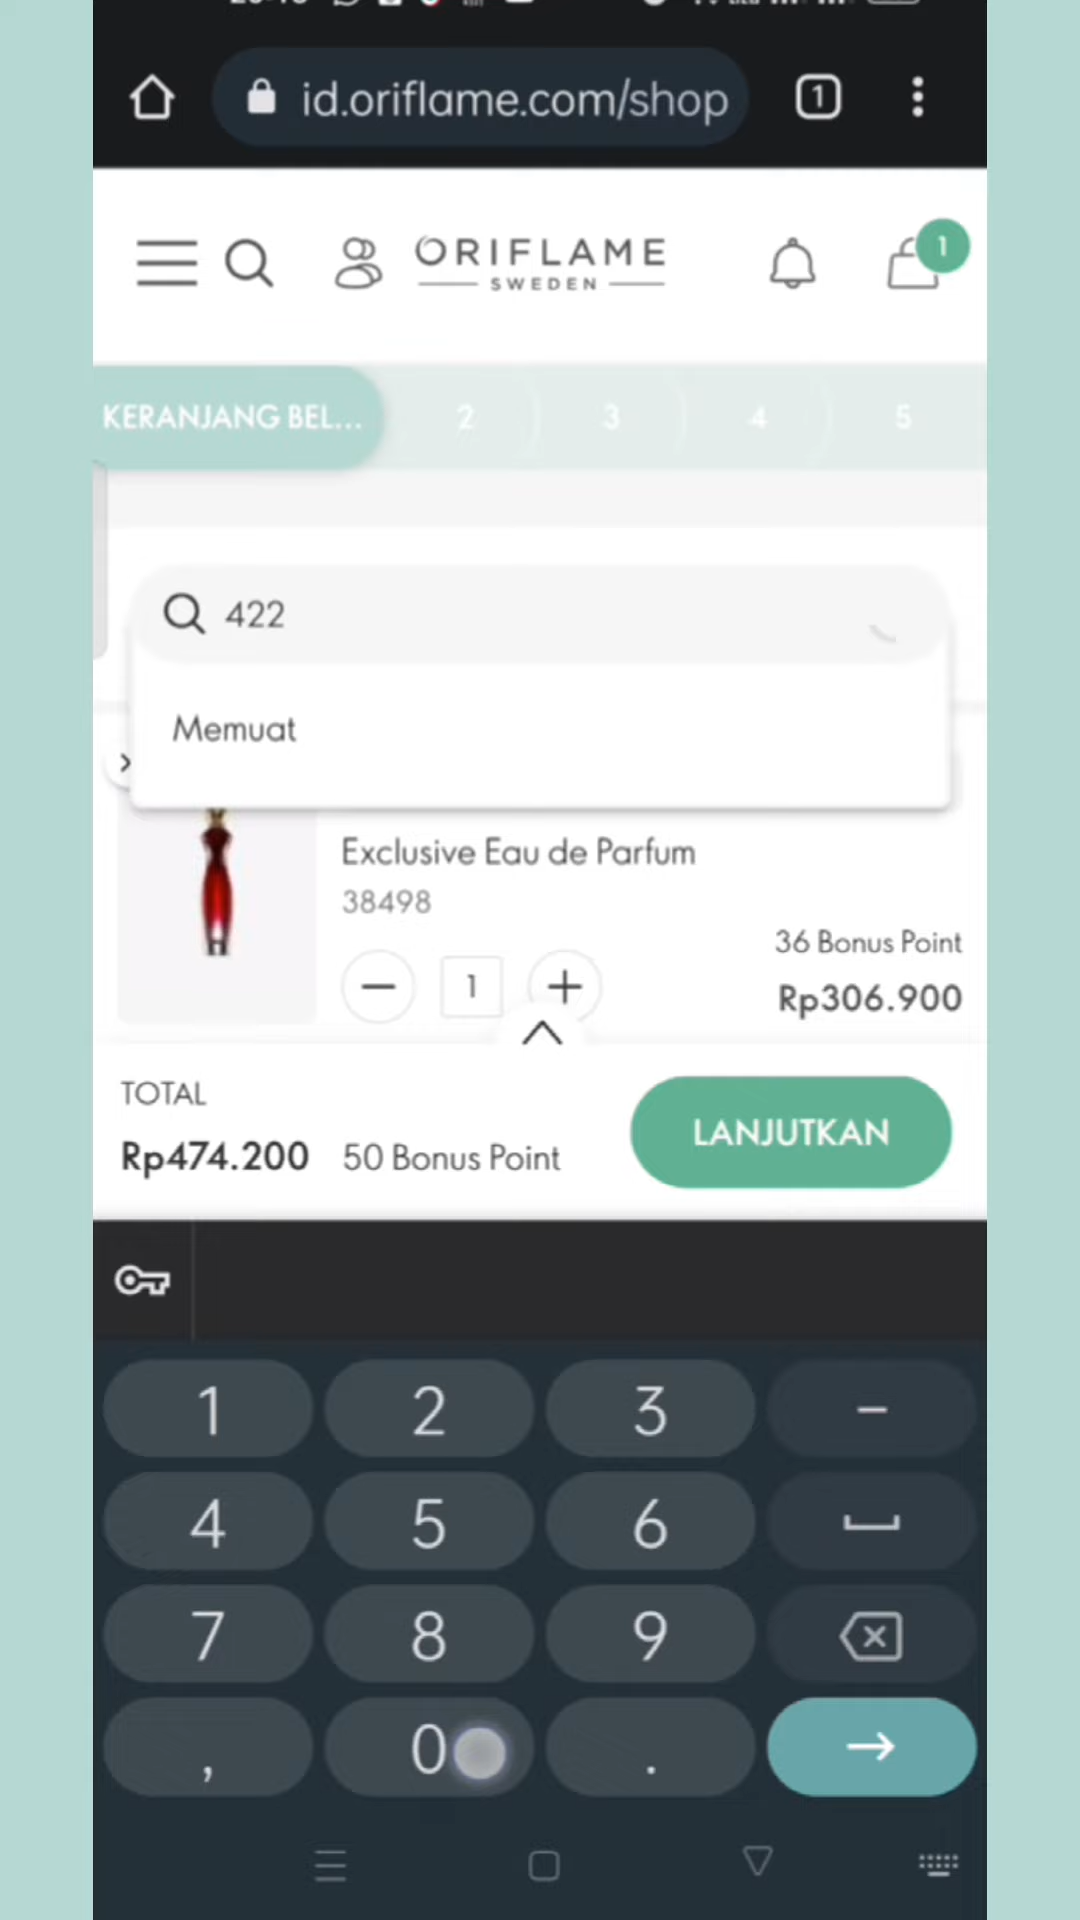 id.oriflame.com/shop
1
ORIFLAME
SWEDEN
1
KERANJANG BEL...
2
3
4
5
422
Memuat
Exclusive Eau de Parfum
38498
36 Bonus Point
1
Rp306.900
TOTAL
Rp474.200
50 Bonus Point
LANJUTKAN
1 2 3 –
4 5 6
7 8 9
, 0 .